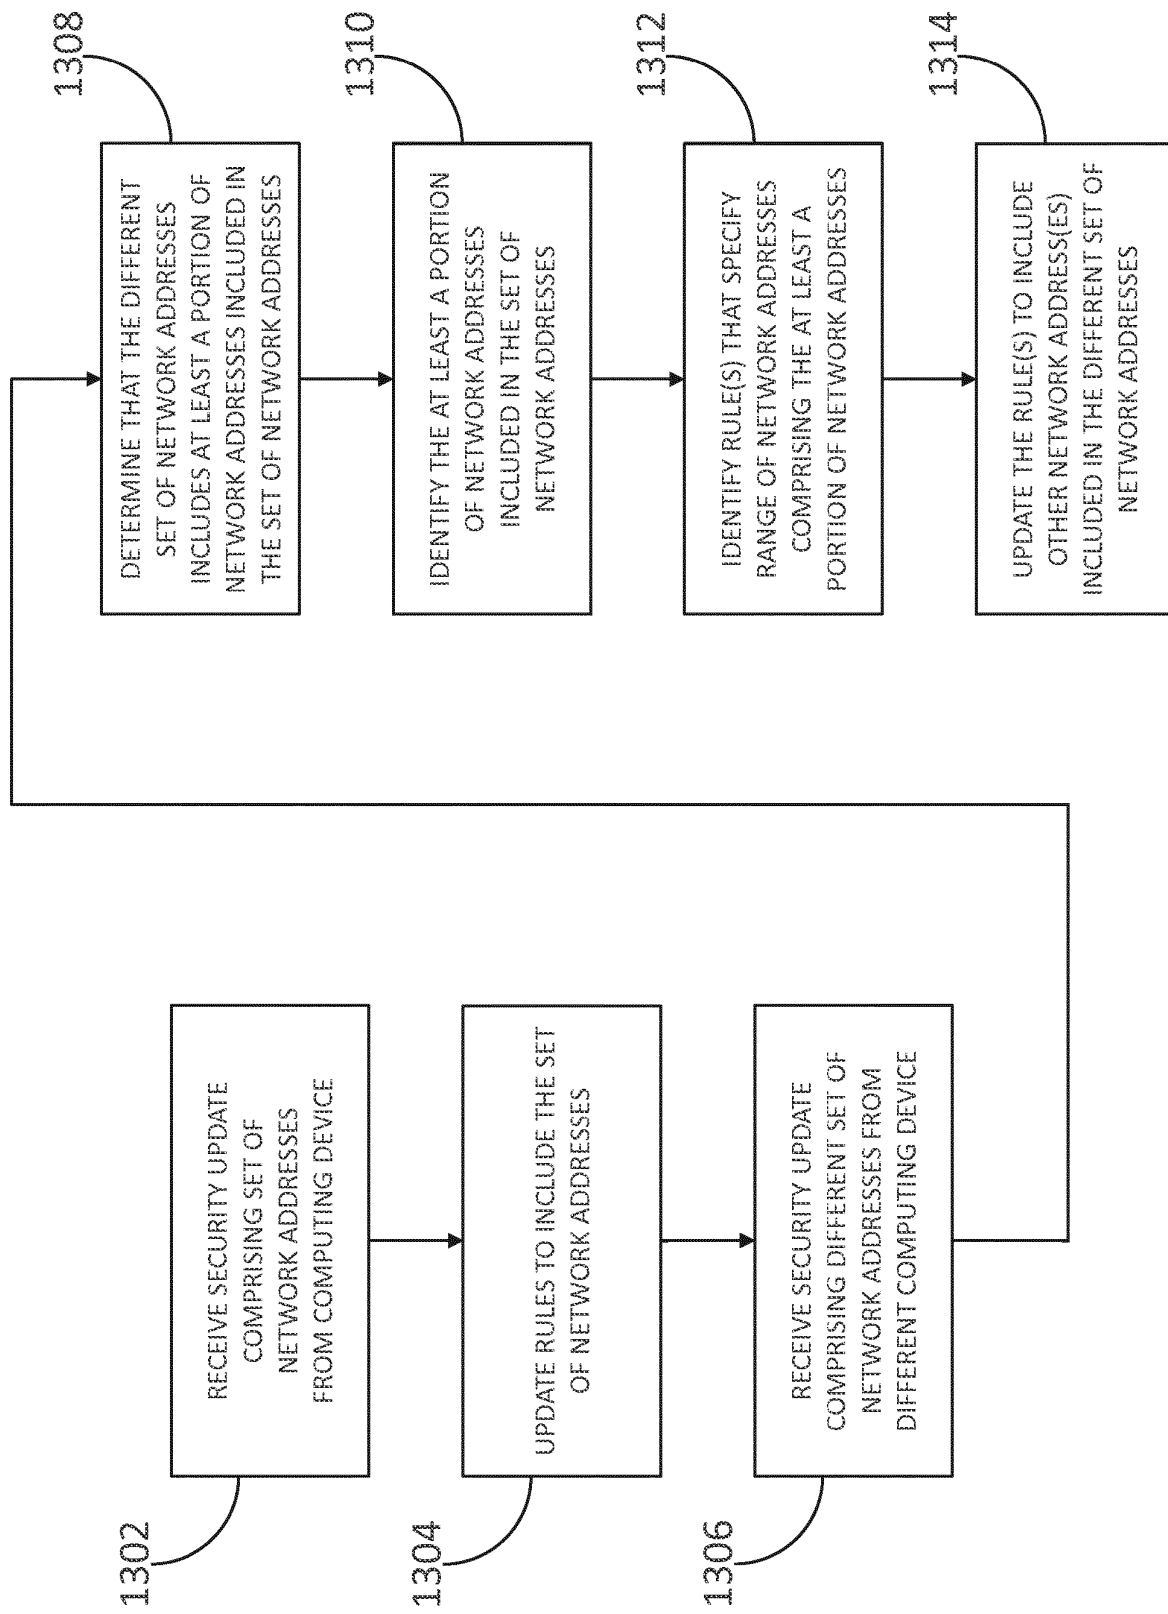 1302
RECEIVE SECURITY UPDATE
COMPRISING SET OF
NETWORK ADDRESSES
FROM COMPUTING DEVICE
1304
UPDATE RULES TO INCLUDE THE SET
OF NETWORK ADDRESSES
1306
RECEIVE SECURITY UPDATE
COMPRISING DIFFERENT SET OF
NETWORK ADDRESSES FROM
DIFFERENT COMPUTING DEVICE
1308
DETERMINE THAT THE DIFFERENT
SET OF NETWORK ADDRESSES
INCLUDES AT LEAST A PORTION OF
NETWORK ADDRESSES INCLUDED IN
THE SET OF NETWORK ADDRESSES
1310
IDENTIFY THE AT LEAST A PORTION
OF NETWORK ADDRESSES
INCLUDED IN THE SET OF
NETWORK ADDRESSES
1312
IDENTIFY RULE(S) THAT SPECIFY
RANGE OF NETWORK ADDRESSES
COMPRISING THE AT LEAST A
PORTION OF NETWORK ADDRESSES
1314
UPDATE THE RULE(S) TO INCLUDE
OTHER NETWORK ADDRESS(ES)
INCLUDED IN THE DIFFERENT SET OF
NETWORK ADDRESSES